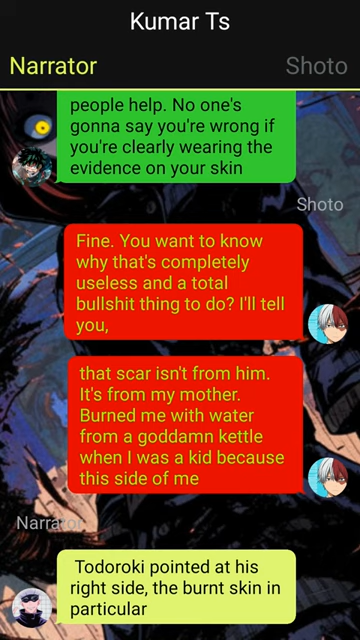 Kumar Ts
Narrator
Shoto
people help. No one's
gonna say you're wrong if
you're clearly wearing the
evidence on your skin
Shoto
Fine. You want to know
why that's completely
useless and a total
bullshit thing to do? I'll tell
you,
that scar isn't from him.
It's from my mother.
Burned me with water
from a goddamn kettle
when I was a kid because
this side of me
Narrator
Todoroki pointed at his
right side, the burnt skin in
particular